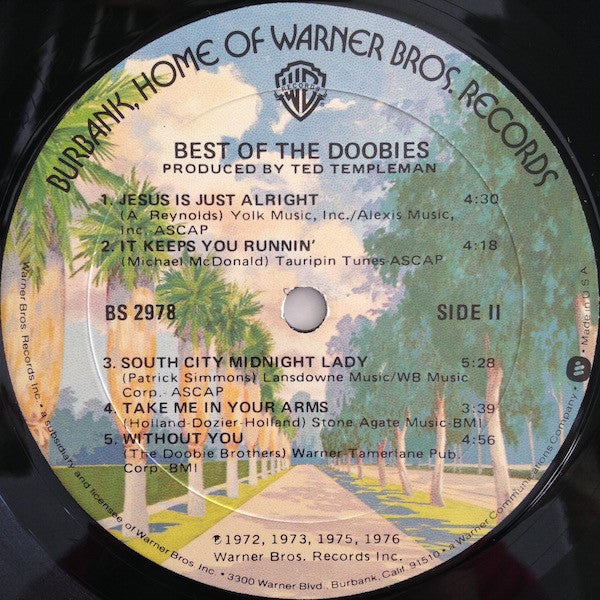 BURBANK, HOME OF WARNER BROS. RECORDS
WB
RECORDS
BEST OF THE DOOBIES
PRODUCED BY TED TEMPLEMAN
1. JESUS IS JUST ALRIGHT 4:30
(A. Reynolds) Yolk Music, Inc./Alexis Music,
Inc. ASCAP
2. IT KEEPS YOU RUNNIN' 4:18
(Michael McDonald) Tauripin Tunes-ASCAP
BS 2978 SIDE II
3. SOUTH CITY MIDNIGHT LADY 5:28
(Patrick Simmons) Lansdowne Music/WB Music
Corp. ASCAP
4. TAKE ME IN YOUR ARMS 3:39
(Holland-Dozier-Holland) Stone Agate Music-BMI
5. WITHOUT YOU 4:56
(The Doobie Brothers) Warner-Tamerlane Pub.
Corp. BMI
℗ 1972, 1973, 1975, 1976
Warner Bros. Records Inc.
Warner Bros. Records Inc. • a subsidiary and licensee of Warner Bros. Inc. • 3300 Warner Blvd., Burbank, Calif. 91510 • a Warner Communications Company • Made in U.S.A.